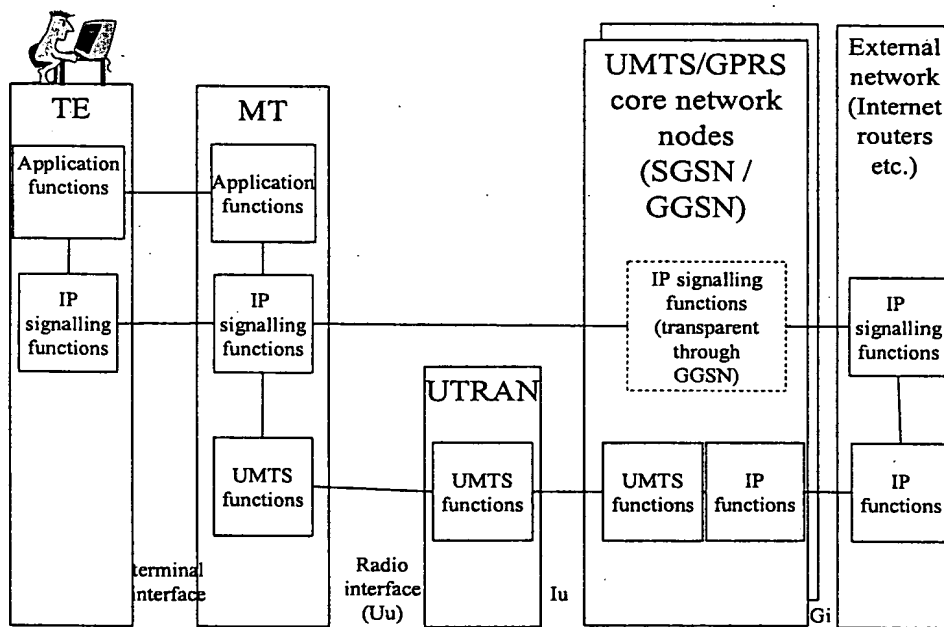 TE
Application
functions
IP
signalling
functions
terminal
interface
MT
Application
functions
IP
signalling
functions
UMTS
functions
Radio
interface
(Uu)
UTRAN
UMTS
functions
Iu
UMTS/GPRS
core network
nodes
(SGSN /
GGSN)
IP signalling
functions
(transparent
through
GGSN)
UMTS
functions
IP
functions
Gi
External
network
(Internet
routers
etc.)
IP
signalling
functions
IP
functions